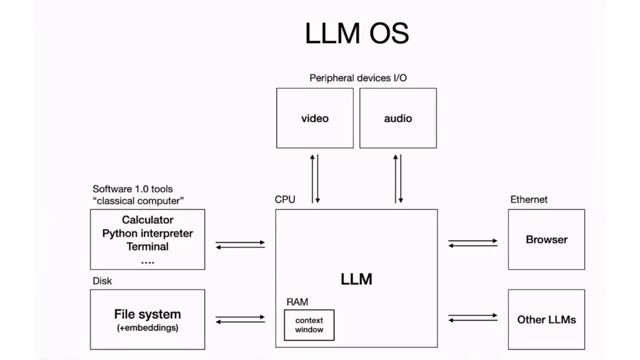 LLM OS
Peripheral devices I/O
video
audio
Software 1.0 tools
“classical computer”
CPU
Ethernet
Calculator
Python interpreter
Terminal
....
LLM
Browser
Disk
File system
(+embeddings)
RAM
context
window
Other LLMs